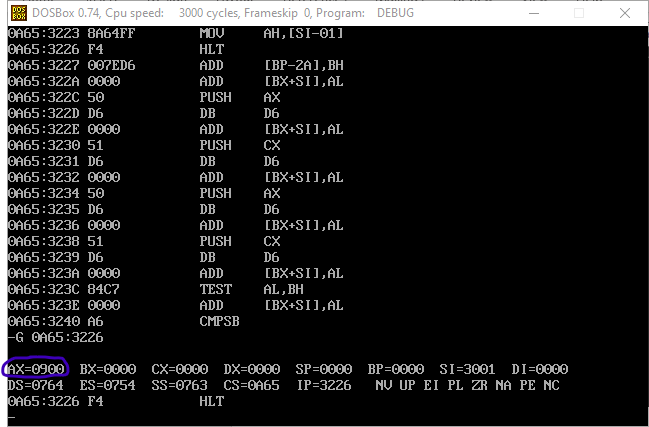 DOSBox 0.74, Cpu speed: 3000 cycles, Frameskip 0, Program: DEBUG
0A65:3223 8A64FF MOV AH,[SI-01]
0A65:3226 F4 HLT
0A65:3227 007ED6 ADD [BP-2A],BH
0A65:322A 0000 ADD [BX+SI],AL
0A65:322C 50 PUSH AX
0A65:322D D6 DB D6
0A65:322E 0000 ADD [BX+SI],AL
0A65:3230 51 PUSH CX
0A65:3231 D6 DB D6
0A65:3232 0000 ADD [BX+SI],AL
0A65:3234 50 PUSH AX
0A65:3235 D6 DB D6
0A65:3236 0000 ADD [BX+SI],AL
0A65:3238 51 PUSH CX
0A65:3239 D6 DB D6
0A65:323A 0000 ADD [BX+SI],AL
0A65:323C 84C7 TEST AL,BH
0A65:323E 0000 ADD [BX+SI],AL
0A65:3240 A6 CMPSB
-G 0A65:3226
AX=0900 BX=0000 CX=0000 DX=0000 SP=0000 BP=0000 SI=3001 DI=0000
DS=0764 ES=0754 SS=0763 CS=0A65 IP=3226 NV UP EI PL ZR NA PE NC
0A65:3226 F4 HLT
-